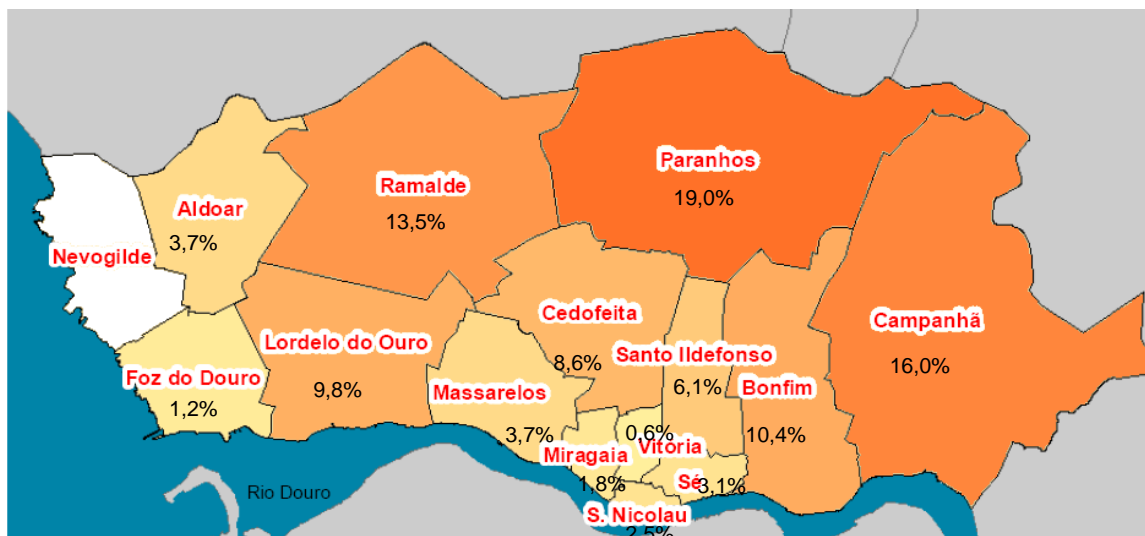 Paranhos
19,0%
Ramalde
13,5%
Aldoar
3,7%
Nevogilde
Cedofeita
8,6%
Campanhã
16,0%
Lordelo do Ouro
9,8%
Santo Ildefonso
6,1%
Foz do Douro
1,2%
Massarelos
3,7%
Bonfim
10,4%
0,6%
Vitória
Miragaia
1,8%
Sé
3,1%
Rio Douro
S. Nicolau
2,5%